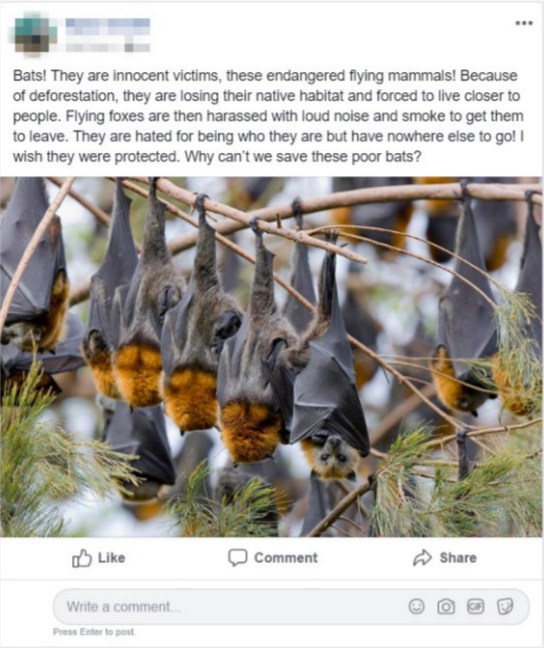 Bats! They are innocent victims, these endangered flying mammals! Because
of deforestation, they are losing their native habitat and forced to live closer to
people. Flying foxes are then harassed with loud noise and smoke to get them
to leave. They are hated for being who they are but have nowhere else to go! I
wish they were protected. Why can't we save these poor bats?
Like Comment Share
Write a comment...
GIF
Press Enter to post.